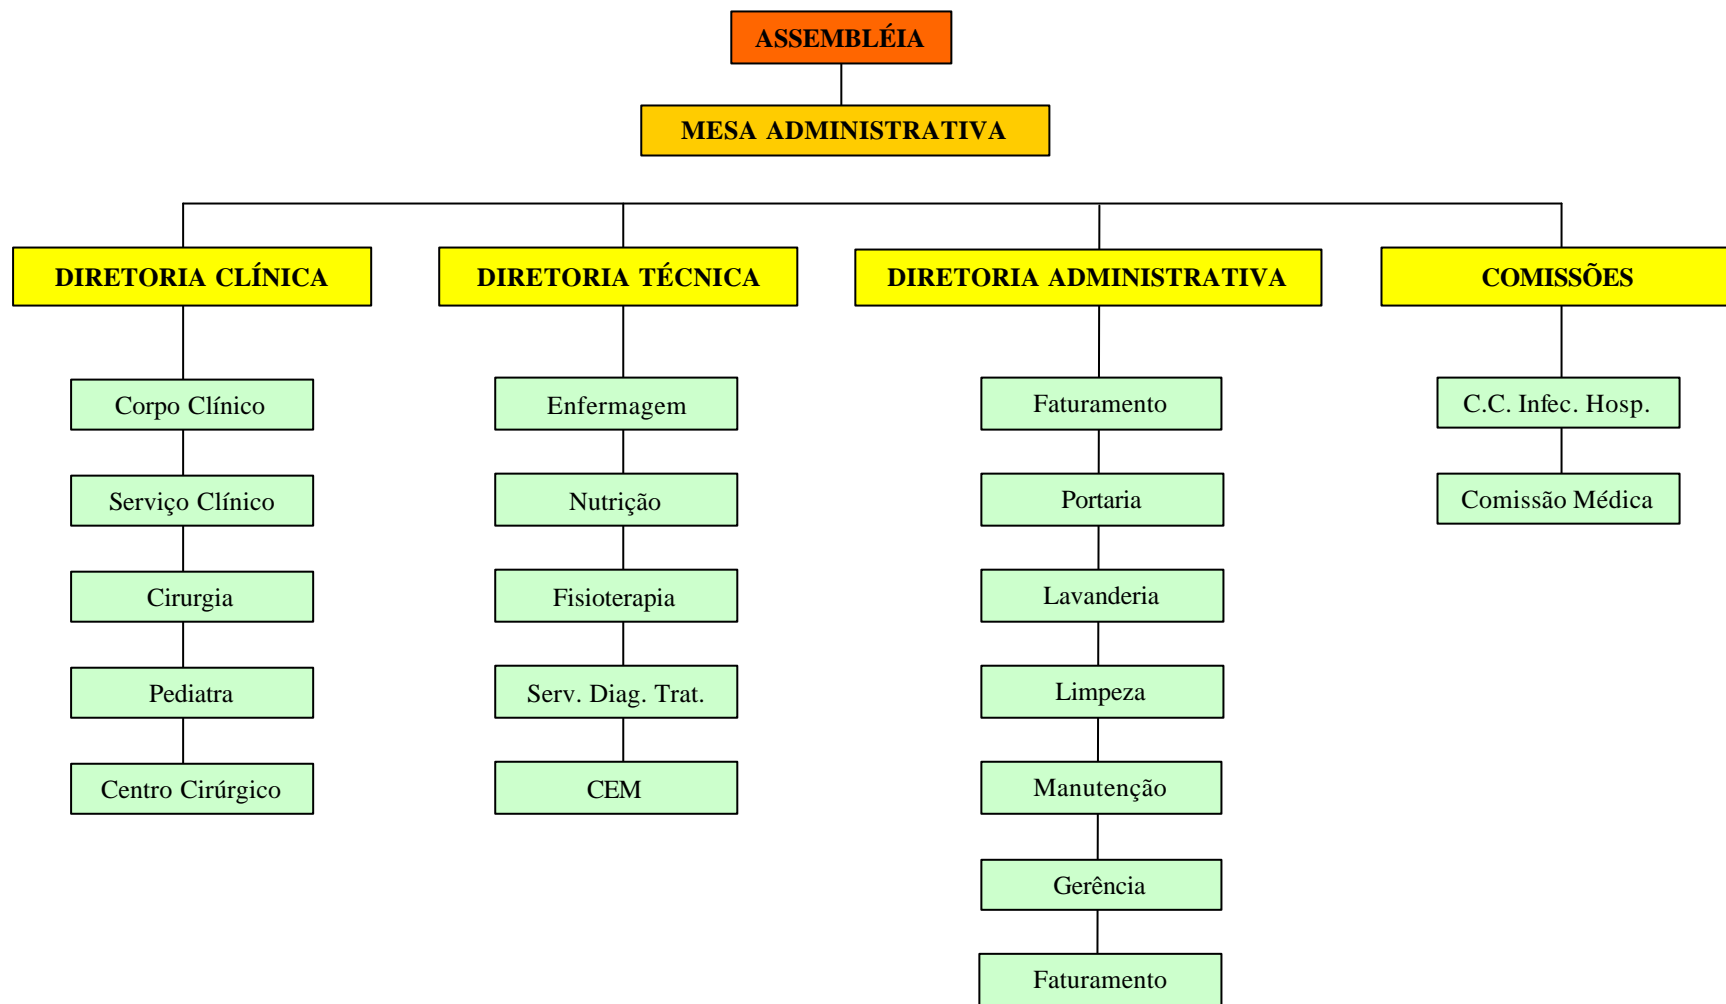 ASSEMBLÉIA
MESA ADMINISTRATIVA
DIRETORIA CLÍNICA
DIRETORIA TÉCNICA
DIRETORIA ADMINISTRATIVA
COMISSÕES
Corpo Clínico
Enfermagem
Faturamento
C.C. Infec. Hosp.
Serviço Clínico
Nutrição
Portaria
Comissão Médica
Cirurgia
Fisioterapia
Lavanderia
Pediatra
Serv. Diag. Trat.
Limpeza
Centro Cirúrgico
CEM
Manutenção
Gerência
Faturamento